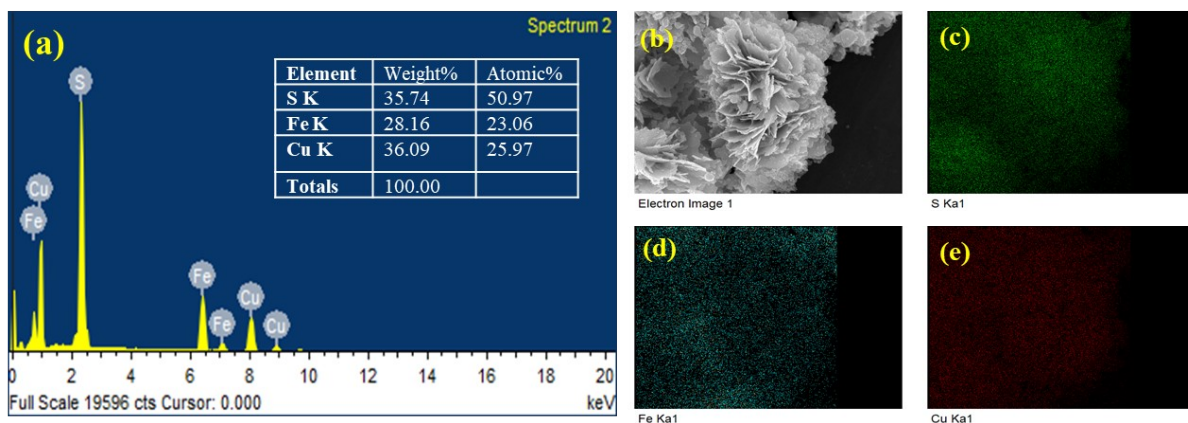 (a)
Spectrum 2
Element Weight% Atomic%
S K 35.74 50.97
Fe K 28.16 23.06
Cu K 36.09 25.97
Totals 100.00
S
Cu
Fe
Fe
Cu
Fe
Cu
0 2 4 6 8 10 12 14 16 18 20
Full Scale 19596 cts Cursor: 0.000 keV
(b)
Electron Image 1
(c)
S Ka1
(d)
Fe Ka1
(e)
Cu Ka1